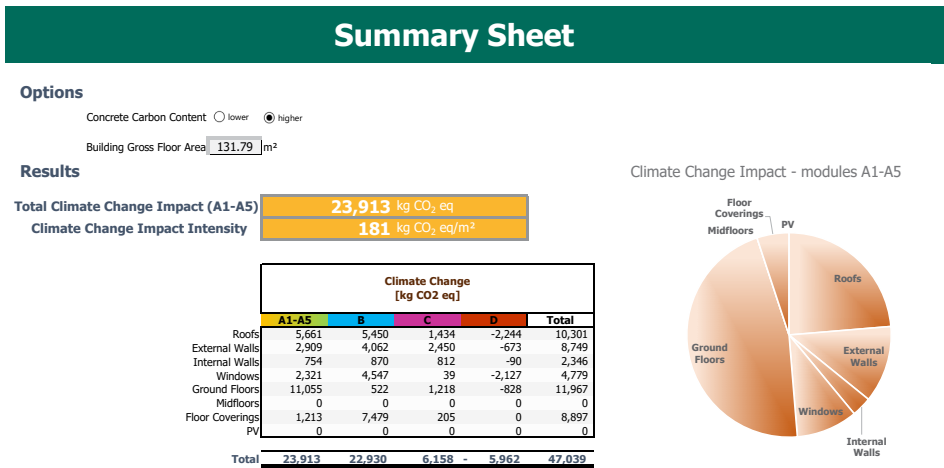 Summary Sheet
Options
Concrete Carbon Content lower higher
Building Gross Floor Area 131.79 m²
Results
Climate Change Impact - modules A1-A5
Total Climate Change Impact (A1-A5) 23,913 kg CO₂ eq
Climate Change Impact Intensity 181 kg CO₂ eq/m²
Climate Change
[kg CO2 eq]
A1-A5 B C D Total
Roofs 5,661 5,450 1,434 -2,244 10,301
External Walls 2,909 4,062 2,450 -673 8,749
Internal Walls 754 870 812 -90 2,346
Windows 2,321 4,547 39 -2,127 4,779
Ground Floors 11,055 522 1,218 -828 11,967
Midfloors 0 0 0 0 0
Floor Coverings 1,213 7,479 205 0 8,897
PV 0 0 0 0 0
Total 23,913 22,930 6,158 - 5,962 47,039
Floor
Coverings
Midfloors
PV
Roofs
External
Walls
Internal
Walls
Windows
Ground
Floors